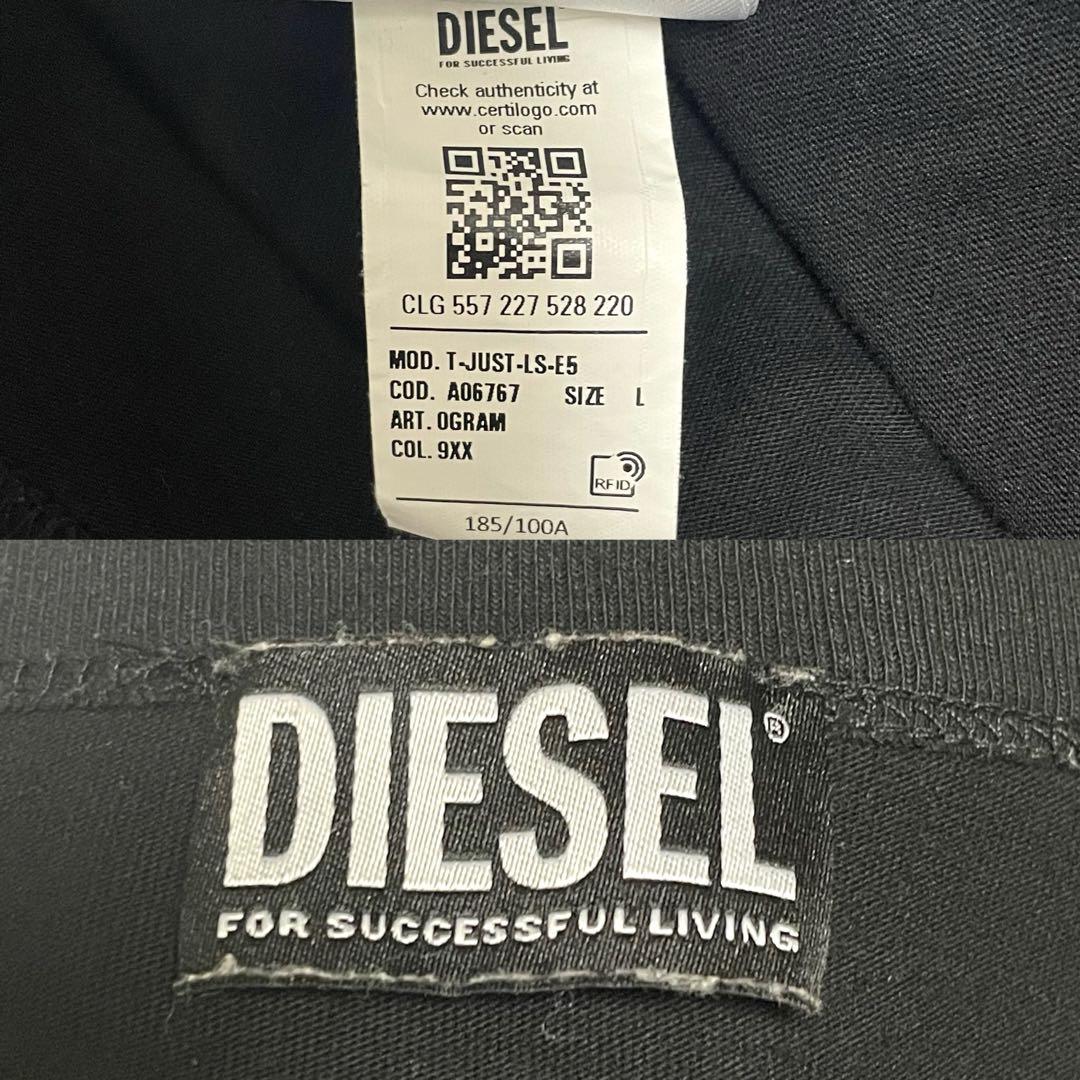 DIESEL
FOR SUCCESSFUL LIVING
Check authenticity at
www.certilogo.com
or scan
CLG 557 227 528 220
MOD. T-JUST-LS-E5
COD. A06767 SIZE L
ART. 0GRAM
COL. 9XX
RFID
185/100A
DIESEL®
FOR SUCCESSFUL LIVING